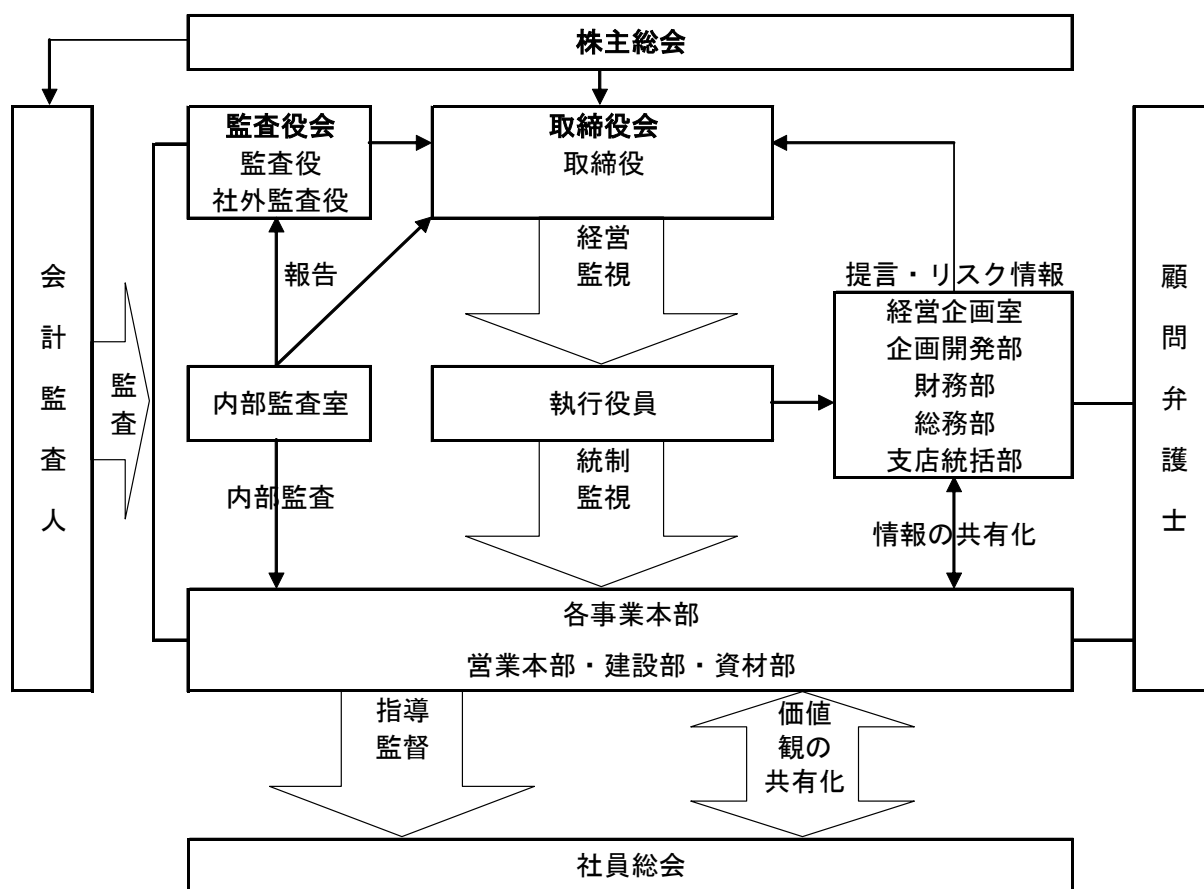 株主総会
監査役会
監査役
社外監査役
取締役会
取締役
経営
監視
報告
提言・リスク情報
経営企画室
企画開発部
財務部
総務部
支店統括部
会計監査人
監査
内部監査室
執行役員
顧問弁護士
内部監査
統制
監視
情報の共有化
各事業本部
営業本部・建設部・資材部
指導
監督
価値
観の
共有化
社員総会